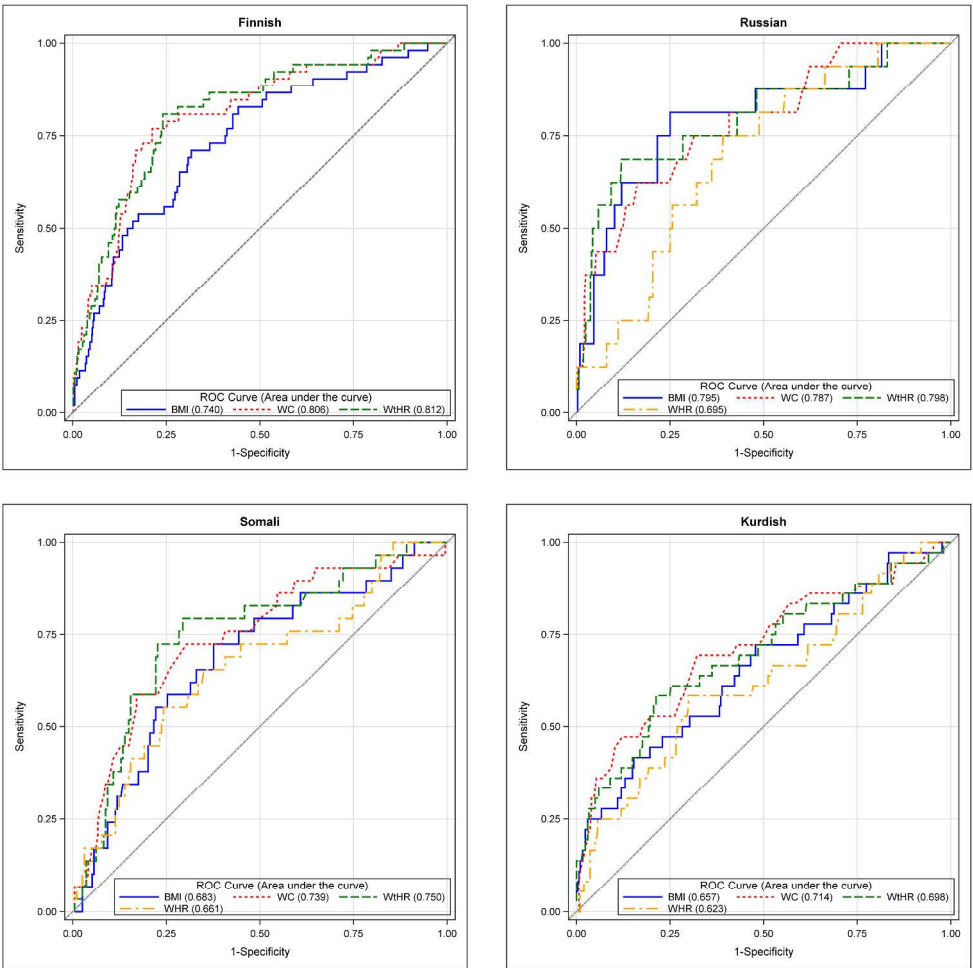 Finnish
1.00
0.75
0.50
0.25
0.00
Sensitivity
ROC Curve (Area under the curve)
BMI (0.740) WC (0.806) WtHR (0.812)
0.00 0.25 0.50 0.75 1.00
1-Specificity
Russian
1.00
0.75
0.50
0.25
0.00
Sensitivity
ROC Curve (Area under the curve)
BMI (0.795) WC (0.787) WtHR (0.798)
WHR (0.695)
0.00 0.25 0.50 0.75 1.00
1-Specificity
Somali
1.00
0.75
0.50
0.25
0.00
Sensitivity
ROC Curve (Area under the curve)
BMI (0.683) WC (0.739) WtHR (0.750)
WHR (0.661)
0.00 0.25 0.50 0.75 1.00
1-Specificity
Kurdish
1.00
0.75
0.50
0.25
0.00
Sensitivity
ROC Curve (Area under the curve)
BMI (0.657) WC (0.714) WtHR (0.698)
WHR (0.623)
0.00 0.25 0.50 0.75 1.00
1-Specificity